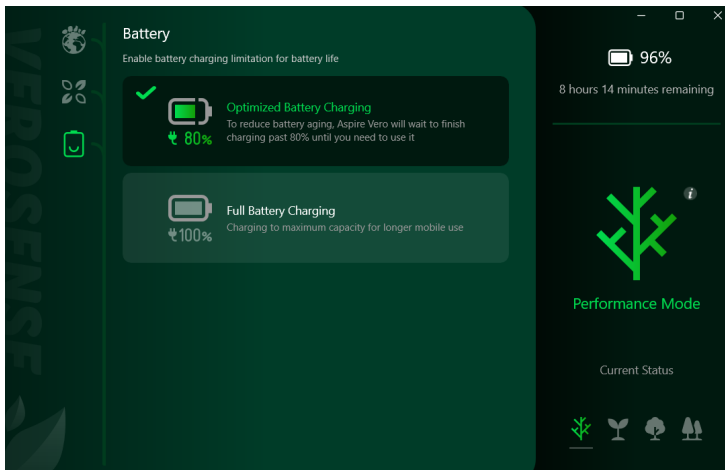 VEROSENSE
Battery
Enable battery charging limitation for battery life
Optimized Battery Charging
To reduce battery aging, Aspire Vero will wait to finish
charging past 80% until you need to use it
80%
Full Battery Charging
Charging to maximum capacity for longer mobile use
100%
96%
8 hours 14 minutes remaining
i
Performance Mode
Current Status